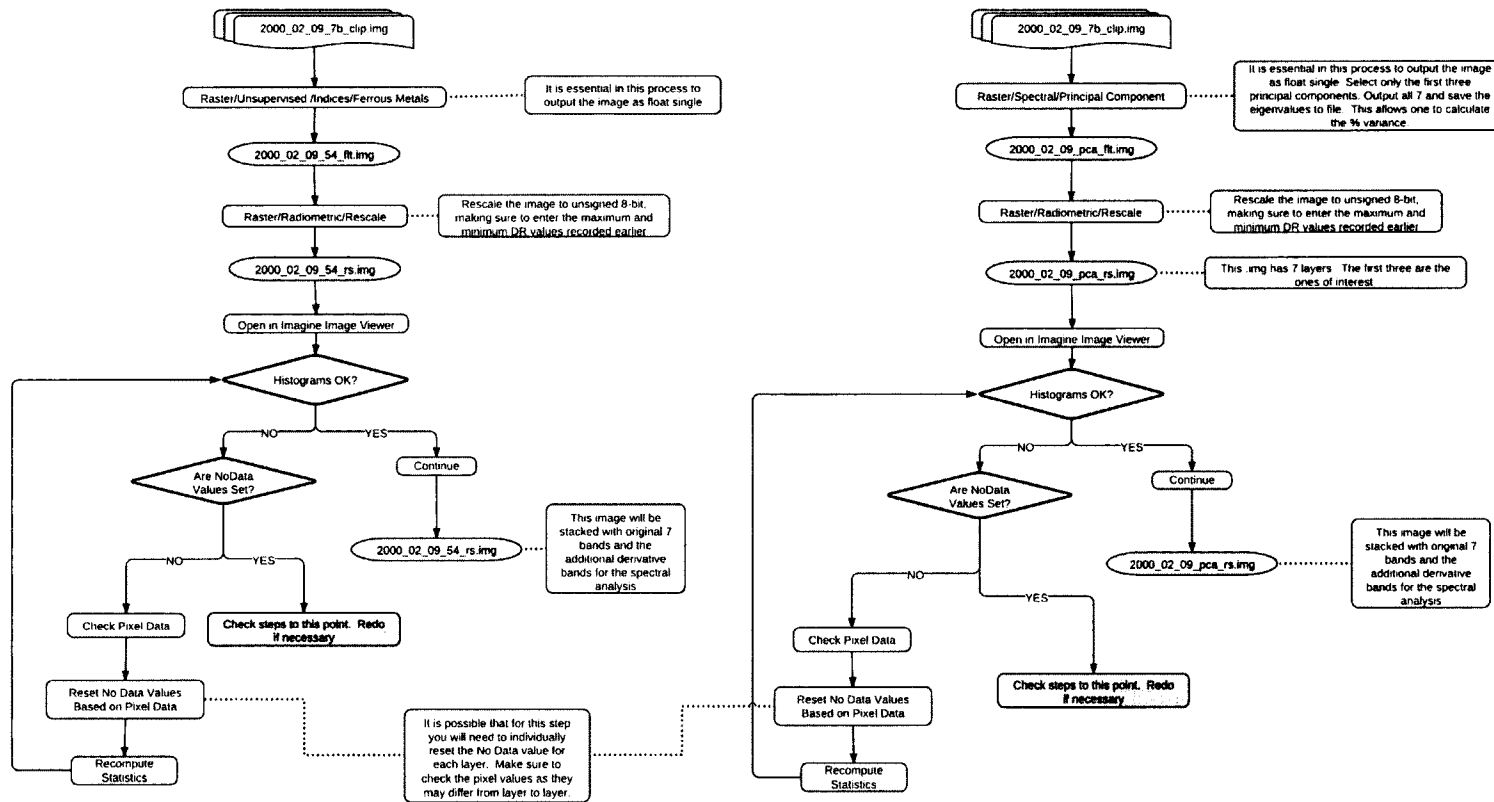 2000_02_09_7b_clip.img
Raster/Unsupervised /Indices/Ferrous Metals
It is essential in this process to
output the image as float single
2000_02_09_54_flt.img
Raster/Radiometric/Rescale
Rescale the image to unsigned 8-bit,
making sure to enter the maximum and
minimum DR values recorded earlier
2000_02_09_54_rs.img
Open in Imagine Image Viewer
Histograms OK?
NO
YES
Are NoData
Values Set?
Continue
NO
YES
2000_02_09_54_rs.img
This image will be
stacked with original 7
bands and the
additional derivative
bands for the spectral
analysis
Check Pixel Data
Check steps to this point. Redo
if necessary
Reset No Data Values
Based on Pixel Data
Recompute
Statistics
It is possible that for this step
you will need to individually
reset the No Data value for
each layer. Make sure to
check the pixel values as they
may differ from layer to layer.
2000_02_09_7b_clip.img
Raster/Spectral/Principal Component
It is essential in this process to output the image
as float single Select only the first three
principal components. Output all 7 and save the
eigenvalues to file. This allows one to calculate
the % variance
2000_02_09_pca_flt.img
Raster/Radiometric/Rescale
Rescale the image to unsigned 8-bit,
making sure to enter the maximum and
minimum DR values recorded earlier
2000_02_09_pca_rs.img
This .img has 7 layers The first three are the
ones of interest
Open in Imagine Image Viewer
Histograms OK?
NO
YES
Are NoData
Values Set?
Continue
NO
YES
2000_02_09_pca_rs.img
This image will be
stacked with original 7
bands and the
additional derivative
bands for the spectral
analysis
Check Pixel Data
Check steps to this point. Redo
if necessary
Reset No Data Values
Based on Pixel Data
Recompute
Statistics